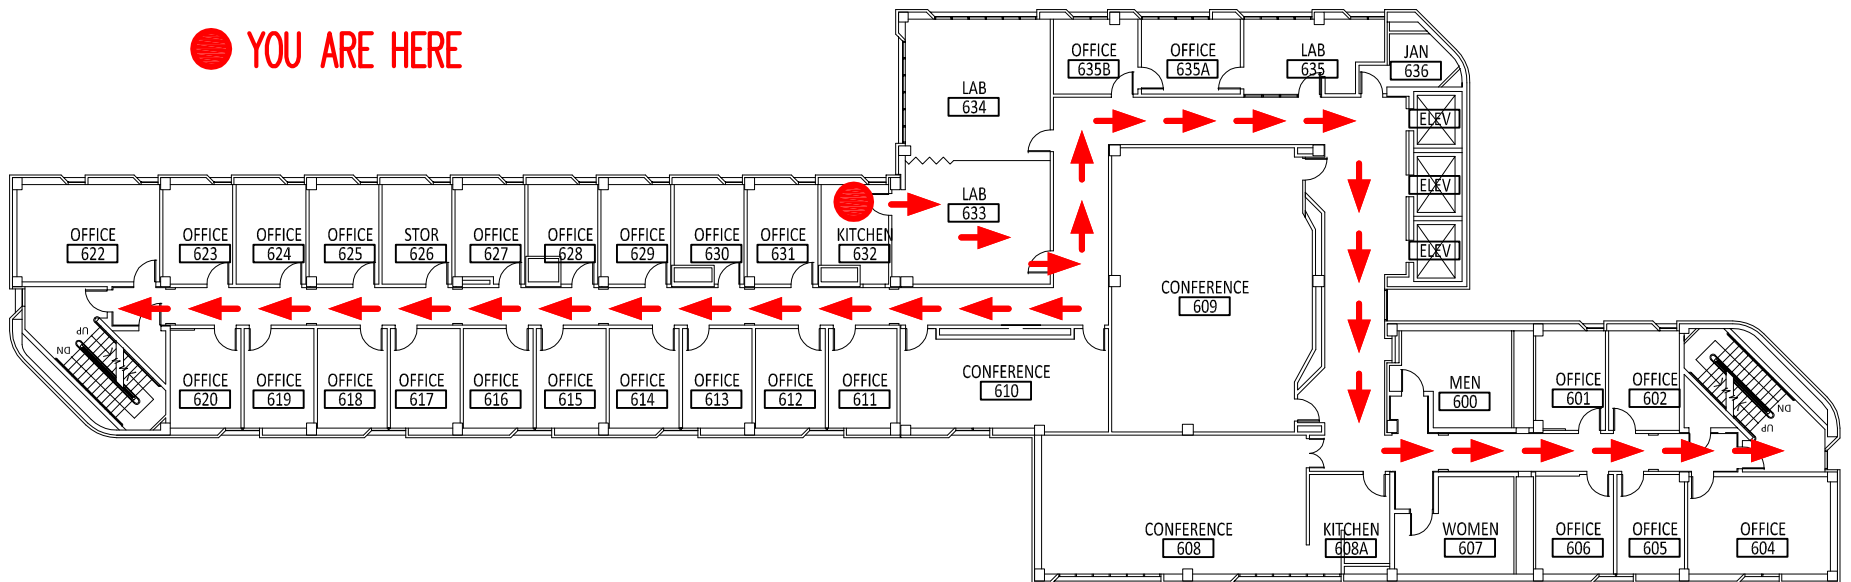 YOU ARE HERE
OFFICE
635B
OFFICE
635A
LAB
635
JAN
636
LAB
634
ELEV
ELEV
ELEV
LAB
633
OFFICE
622
OFFICE
623
OFFICE
624
OFFICE
625
STOR
626
OFFICE
627
OFFICE
628
OFFICE
629
OFFICE
630
OFFICE
631
KITCHEN
632
CONFERENCE
609
UP
DN
OFFICE
620
OFFICE
619
OFFICE
618
OFFICE
617
OFFICE
616
OFFICE
615
OFFICE
614
OFFICE
613
OFFICE
612
OFFICE
611
CONFERENCE
610
MEN
600
OFFICE
601
OFFICE
602
DN
UP
CONFERENCE
608
KITCHEN
608A
WOMEN
607
OFFICE
606
OFFICE
605
OFFICE
604